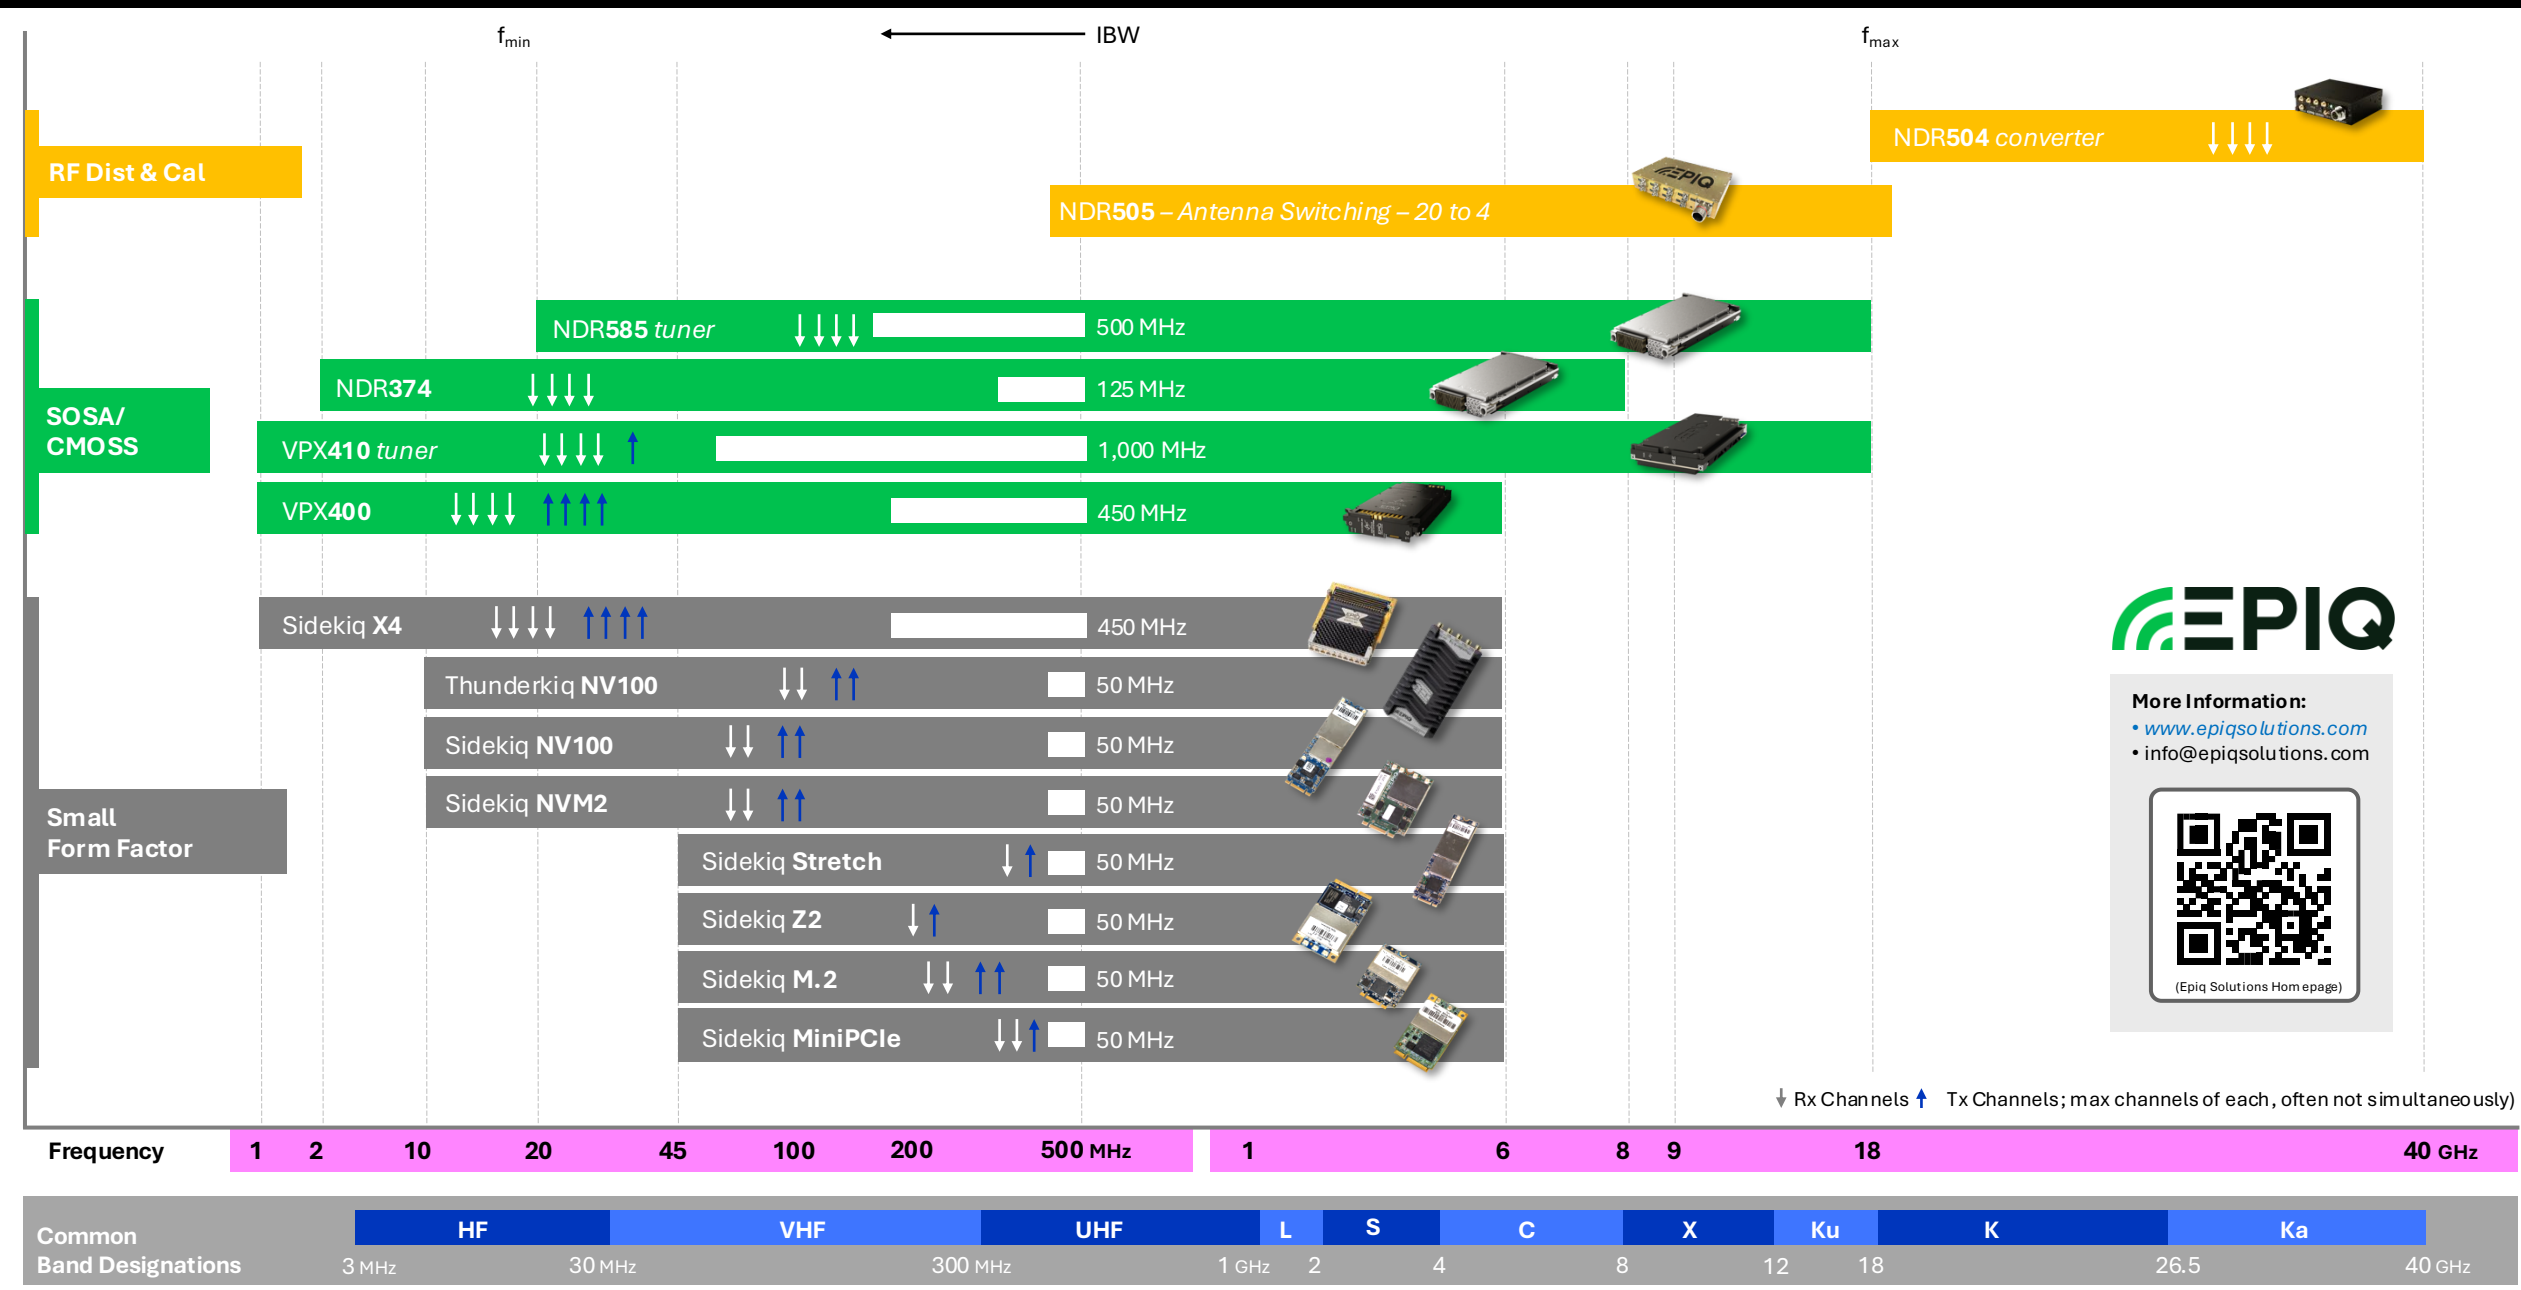 fmin
IBW
fmax
NDR504 converter
RF Dist & Cal
EPIQ
NDR505 – Antenna Switching – 20 to 4
NDR585 tuner
500 MHz
NDR374
125 MHz
SOSA/
CMOSS
VPX410 tuner
1,000 MHz
VPX400
450 MHz
Sidekiq X4
450 MHz
EPIQ
Thunderkiq NV100
50 MHz
EPIQ
More Information:
• www.epiqsolutions.com
• info@epiqsolutions.com
Sidekiq NV100
50 MHz
Sidekiq NVM2
50 MHz
Small
Form Factor
Sidekiq Stretch
50 MHz
Sidekiq Z2
50 MHz
Sidekiq M.2
50 MHz
(Epiq Solutions Homepage)
Sidekiq MiniPCIe
50 MHz
Rx Channels Tx Channels; max channels of each, often not simultaneously)
Frequency 1 2 10 20 45 100 200 500 MHz 1 6 8 9 18 40 GHz
HF VHF UHF L S C X Ku K Ka
Common
Band Designations
3 MHz 30 MHz 300 MHz 1 GHz 2 4 8 12 18 26.5 40 GHz